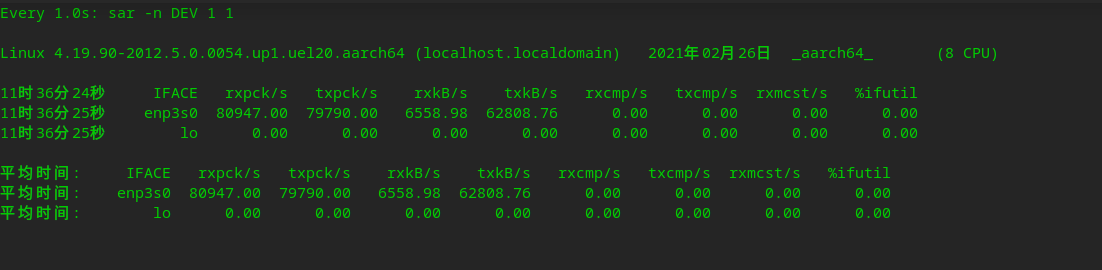 Every 1.0s: sar -n DEV 1 1
Linux 4.19.90-2012.5.0.0054.up1.uel20.aarch64 (localhost.localdomain) 2021年02月26日 _aarch64_ (8 CPU)
11时36分24秒 IFACE rxpck/s txpck/s rxkB/s txkB/s rxcmp/s txcmp/s rxmcst/s %ifutil
11时36分25秒 enp3s0 80947.00 79790.00 6558.98 62808.76 0.00 0.00 0.00 0.00
11时36分25秒 lo 0.00 0.00 0.00 0.00 0.00 0.00 0.00 0.00
平均时间: IFACE rxpck/s txpck/s rxkB/s txkB/s rxcmp/s txcmp/s rxmcst/s %ifutil
平均时间: enp3s0 80947.00 79790.00 6558.98 62808.76 0.00 0.00 0.00 0.00
平均时间: lo 0.00 0.00 0.00 0.00 0.00 0.00 0.00 0.00